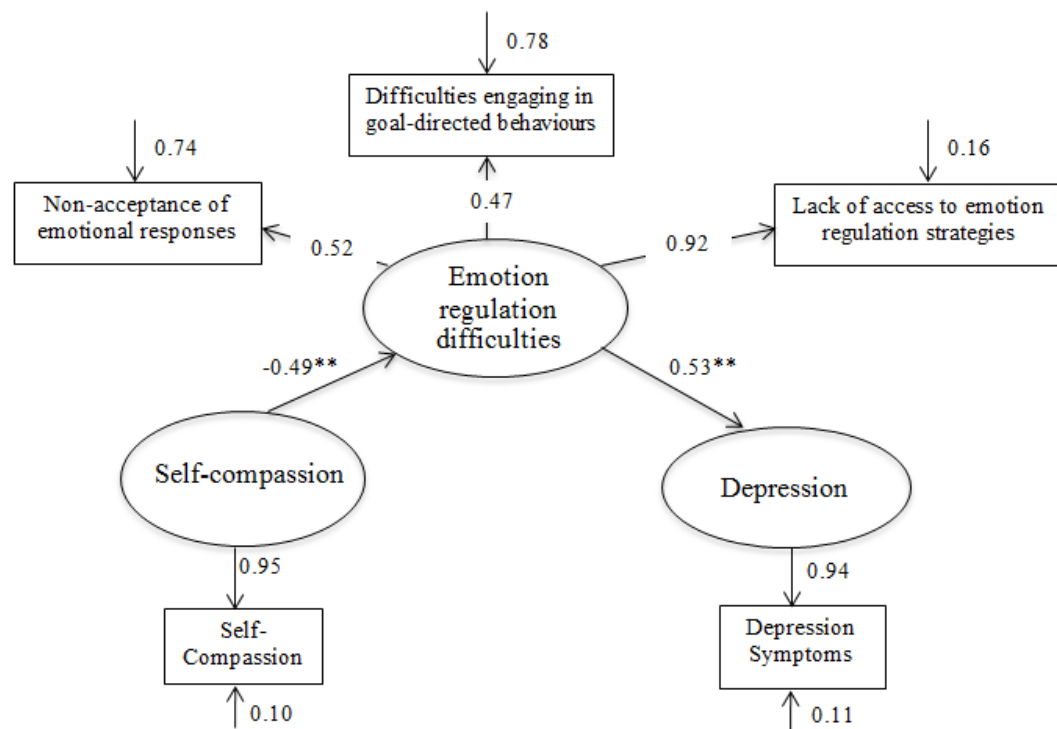 0.78
Difficulties engaging in
goal-directed behaviours
0.74
0.16
Non-acceptance of
emotional responses
0.47
Lack of access to emotion
regulation strategies
0.52
0.92
Emotion
regulation
difficulties
-0.49**
0.53**
Self-compassion
Depression
0.95
0.94
Self-
Compassion
Depression
Symptoms
0.10
0.11